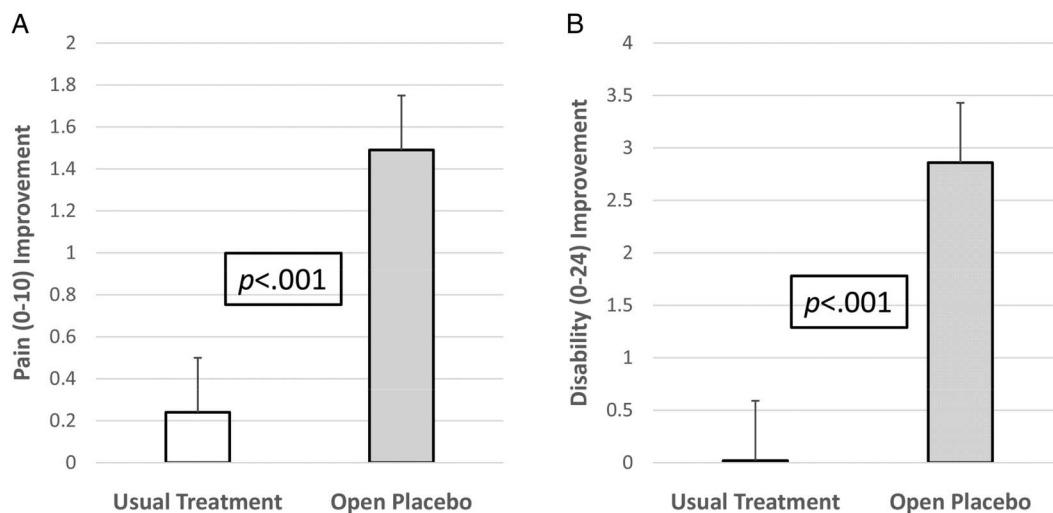 A
Pain (0-10) Improvement
2
1.8
1.6
1.4
1.2
1
0.8
0.6
0.4
0.2
0
p<.001
Usual Treatment
Open Placebo
B
Disability (0-24) Improvement
4
3.5
3
2.5
2
1.5
1
0.5
0
p<.001
Usual Treatment
Open Placebo